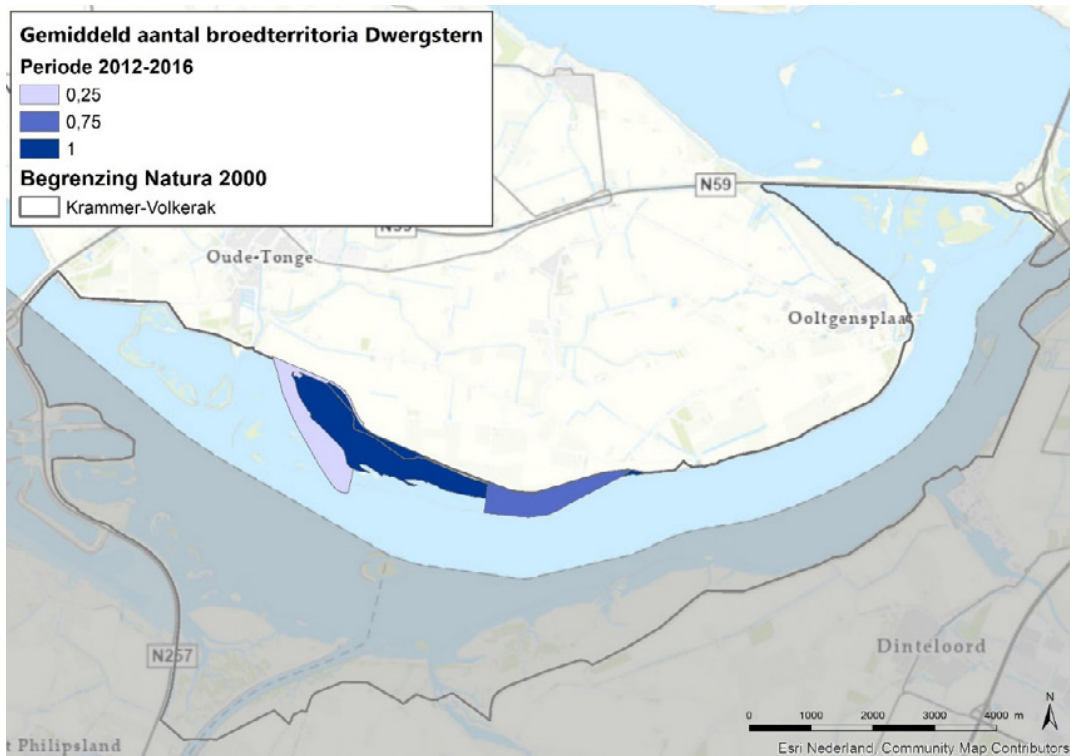 Gemiddeld aantal broedterritoria Dwergstern
Periode 2012-2016
0,25
0,75
1
Begrenzing Natura 2000
Krammer-Volkerak
N59
N59
Oude-Tonge
Ooltgensplaat
N257
Dinteloord
t Philipsland
N
0 1000 2000 3000 4000 m
Esri Nederland, Community Map Contributors